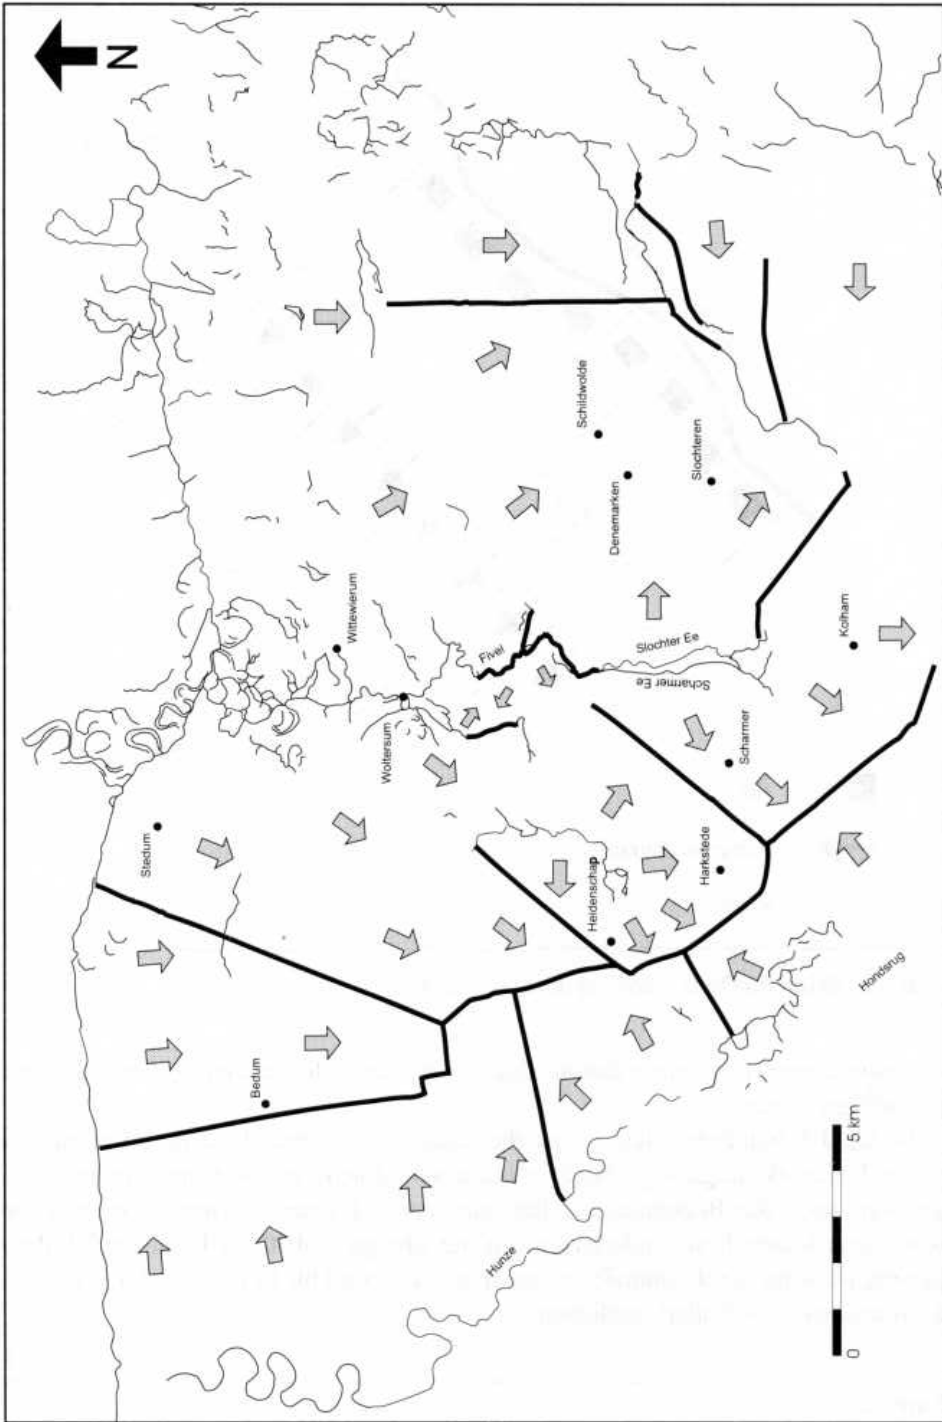 N
Schildwolde
Slochteren
Denemarken
Wittewierum
Fivel
Slochter Ee
Kolham
Scharmer Ee
Woltersum
Scharmer
Stedum
Harkstede
Heidenschap
Hondsrug
Bedum
Hunze
0
5 km